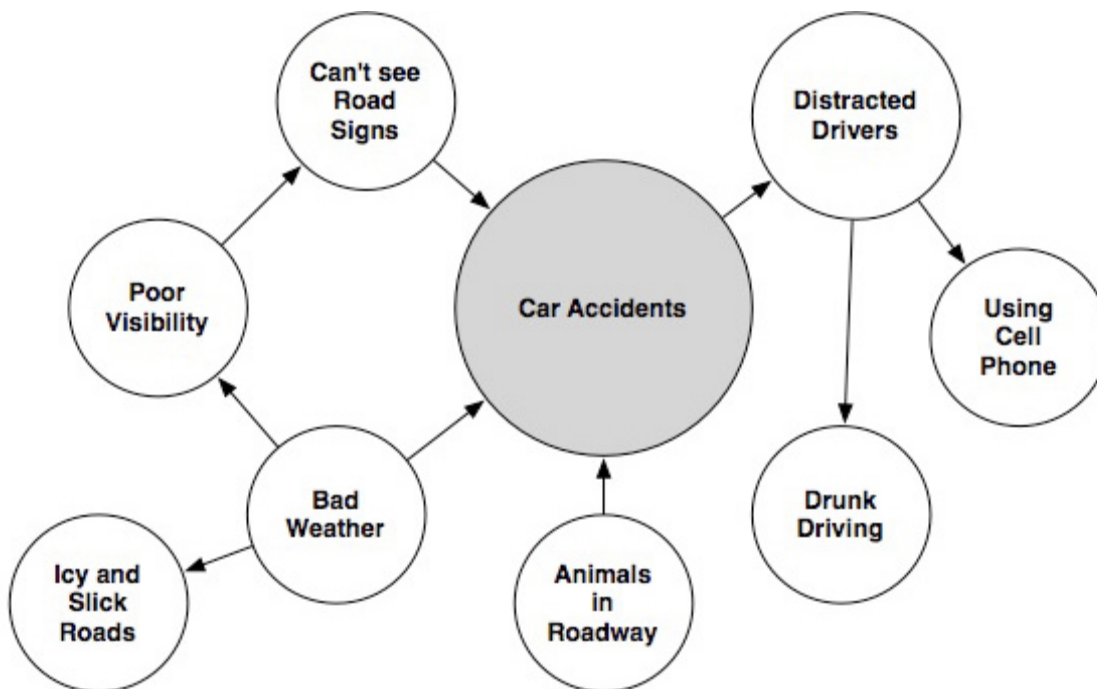 Can't see
Road
Signs
Distracted
Drivers
Poor
Visibility
Car Accidents
Using
Cell
Phone
Bad
Weather
Drunk
Driving
Icy and
Slick
Roads
Animals
in
Roadway